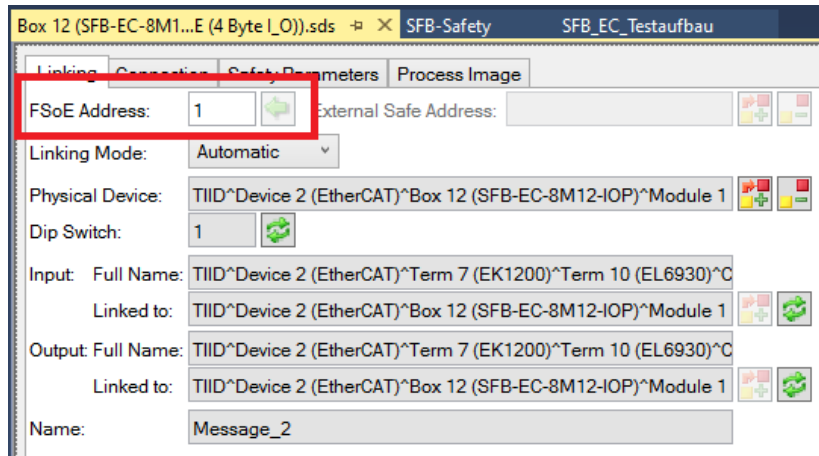 Box 12 (SFB-EC-8M1...E (4 Byte I_O)).sds SFB-Safety SFB_EC_Testaufbau
Linking Connection Safety Parameters Process Image
FSoE Address: 1 External Safe Address:
Linking Mode: Automatic
Physical Device: TIID^Device 2 (EtherCAT)^Box 12 (SFB-EC-8M12-IOP)^Module 1
Dip Switch: 1
Input: Full Name: TIID^Device 2 (EtherCAT)^Term 7 (EK1200)^Term 10 (EL6930)^C
Linked to: TIID^Device 2 (EtherCAT)^Box 12 (SFB-EC-8M12-IOP)^Module 1
Output: Full Name: TIID^Device 2 (EtherCAT)^Term 7 (EK1200)^Term 10 (EL6930)^C
Linked to: TIID^Device 2 (EtherCAT)^Box 12 (SFB-EC-8M12-IOP)^Module 1
Name: Message_2